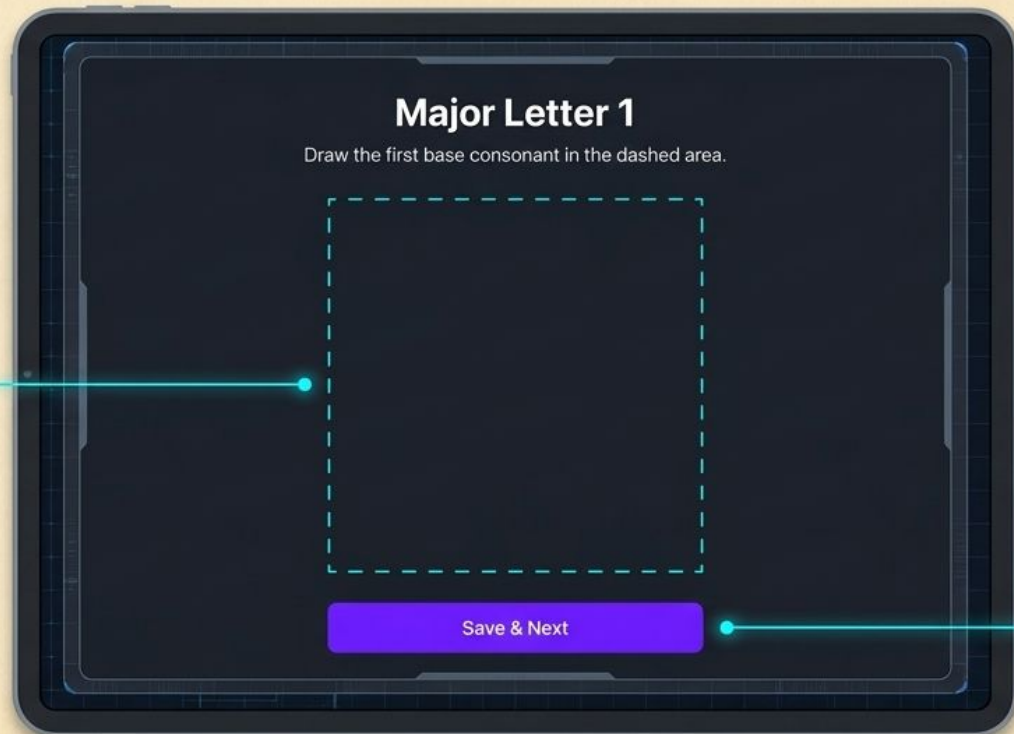 Major Letter 1
Draw the first base consonant in the dashed area.
Save & Next